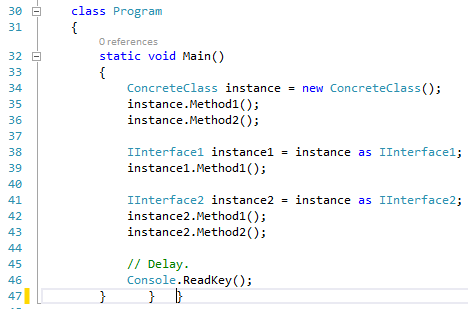 30 class Program
31 {
0 references
32 static void Main()
33 {
34 ConcreteClass instance = new ConcreteClass();
35 instance.Method1();
36 instance.Method2();
37
38 IInterface1 instance1 = instance as IInterface1;
39 instance1.Method1();
40
41 IInterface2 instance2 = instance as IInterface2;
42 instance2.Method1();
43 instance2.Method2();
44
45 // Delay.
46 Console.ReadKey();
47 } } }